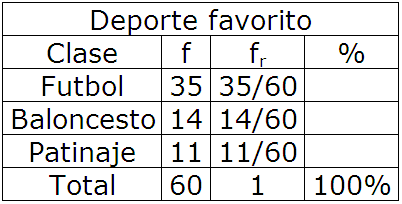 Deporte favorito
Clase f fr %
Futbol 35 35/60
Baloncesto 14 14/60
Patinaje 11 11/60
Total 60 1 100%